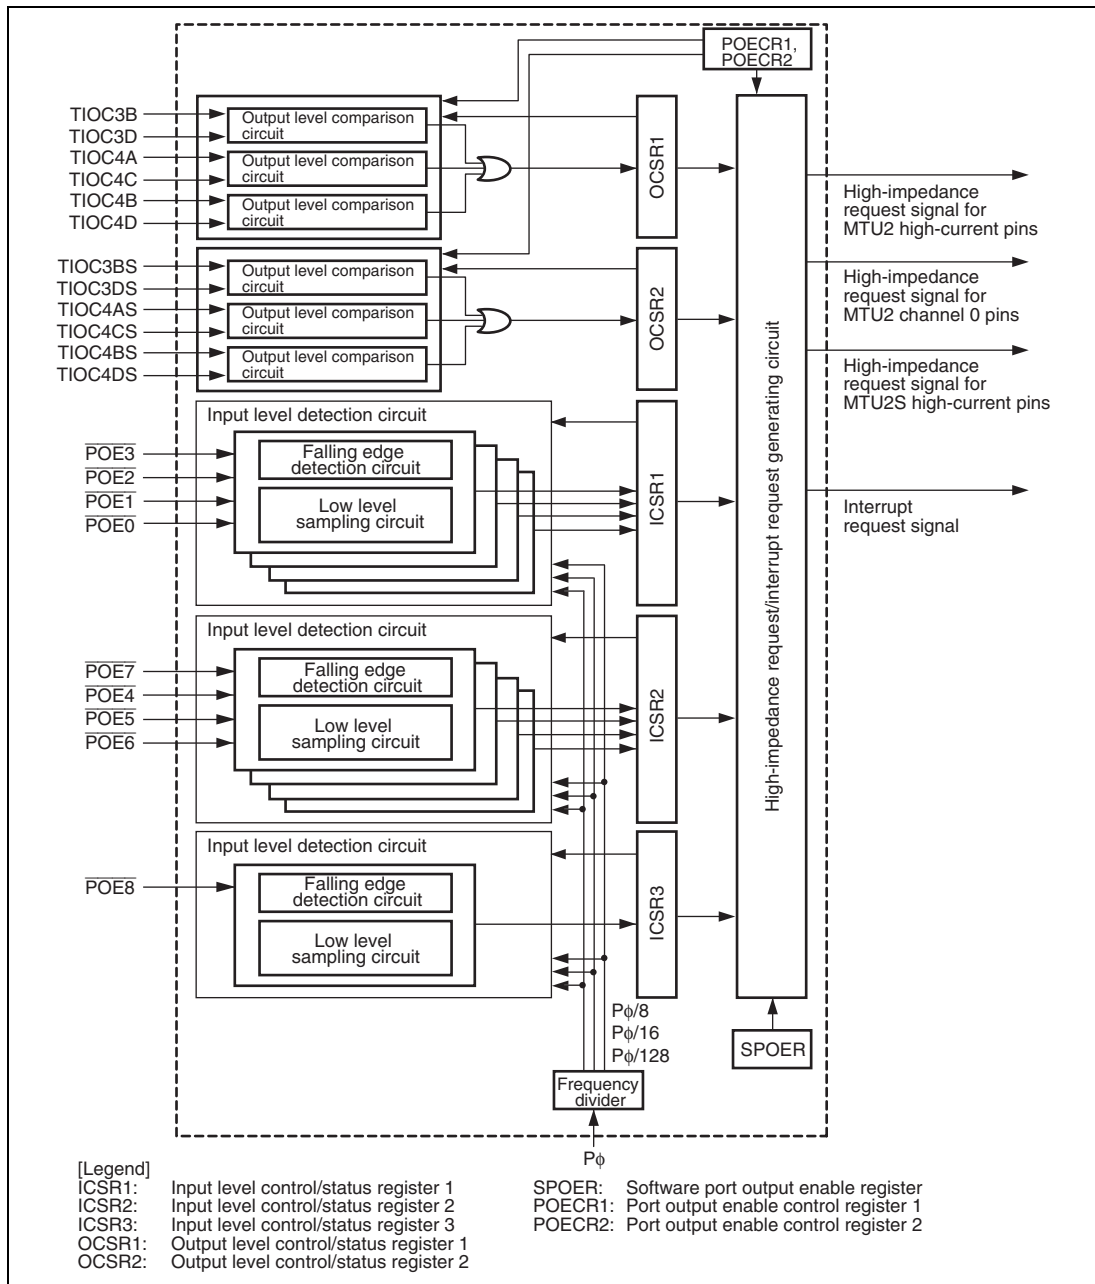 POECR1,
POECR2
TIOC3B
TIOC3D
TIOC4A
TIOC4C
TIOC4B
TIOC4D
Output level comparison
circuit
Output level comparison
circuit
Output level comparison
circuit
OCSR1
TIOC3BS
TIOC3DS
TIOC4AS
TIOC4CS
TIOC4BS
TIOC4DS
Output level comparison
circuit
Output level comparison
circuit
Output level comparison
circuit
OCSR2
Input level detection circuit
POE3
POE2
POE1
POE0
Falling edge
detection circuit
Low level
sampling circuit
ICSR1
Input level detection circuit
POE7
POE4
POE5
POE6
Falling edge
detection circuit
Low level
sampling circuit
ICSR2
Input level detection circuit
POE8
Falling edge
detection circuit
Low level
sampling circuit
ICSR3
High-impedance request/interrupt request generating circuit
High-impedance
request signal for
MTU2 high-current pins
High-impedance
request signal for
MTU2 channel 0 pins
High-impedance
request signal for
MTU2S high-current pins
Interrupt
request signal
Pφ/8
Pφ/16
Pφ/128
SPOER
Frequency
divider
Pφ
[Legend]
ICSR1: Input level control/status register 1
ICSR2: Input level control/status register 2
ICSR3: Input level control/status register 3
OCSR1: Output level control/status register 1
OCSR2: Output level control/status register 2
SPOER: Software port output enable register
POECR1: Port output enable control register 1
POECR2: Port output enable control register 2